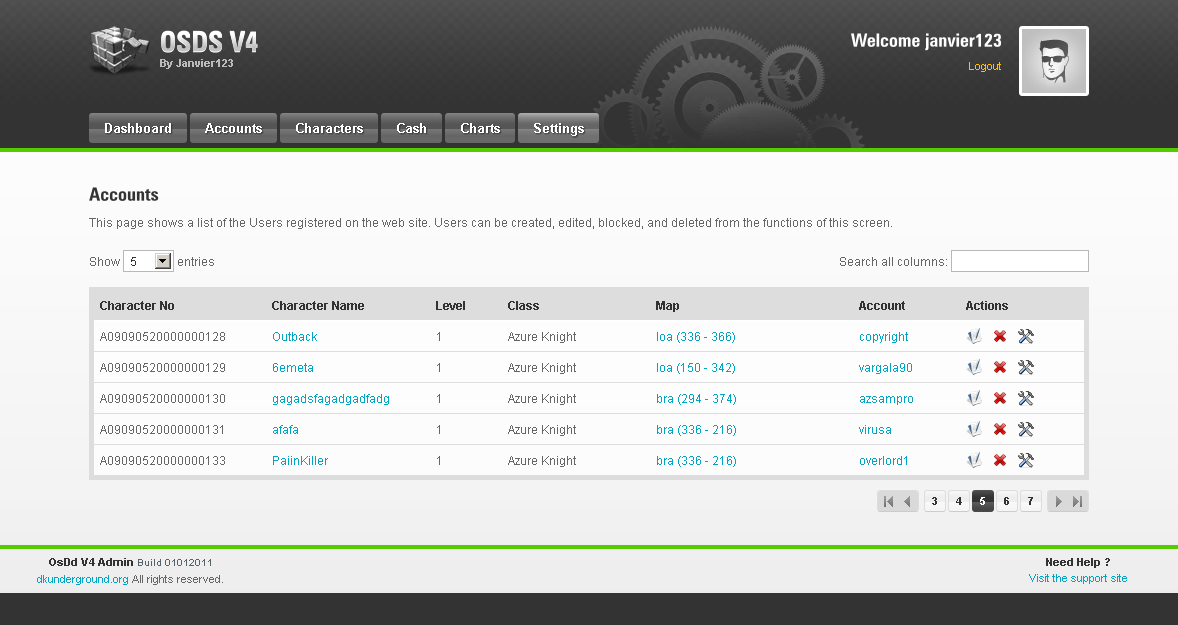 OSDS V4
By Janvier123
Welcome janvier123
Logout
Dashboard Accounts Characters Cash Charts Settings
Accounts
This page shows a list of the Users registered on the web site. Users can be created, edited, blocked, and deleted from the functions of this screen.
Show 5 entries Search all columns:
Character No Character Name Level Class Map Account Actions
A09090520000000128 Outback 1 Azure Knight loa (336 - 366) copyright
A09090520000000129 6emeta 1 Azure Knight loa (150 - 342) vargala90
A09090520000000130 gagadsfagadgadfadg 1 Azure Knight bra (294 - 374) azsampro
A09090520000000131 afafa 1 Azure Knight bra (336 - 216) virusa
A09090520000000133 PaiinKiller 1 Azure Knight bra (336 - 216) overlord1
3 4 5 6 7
OsDd V4 Admin Build 01012011 Need Help ?
dkunderground.org All rights reserved. Visit the support site